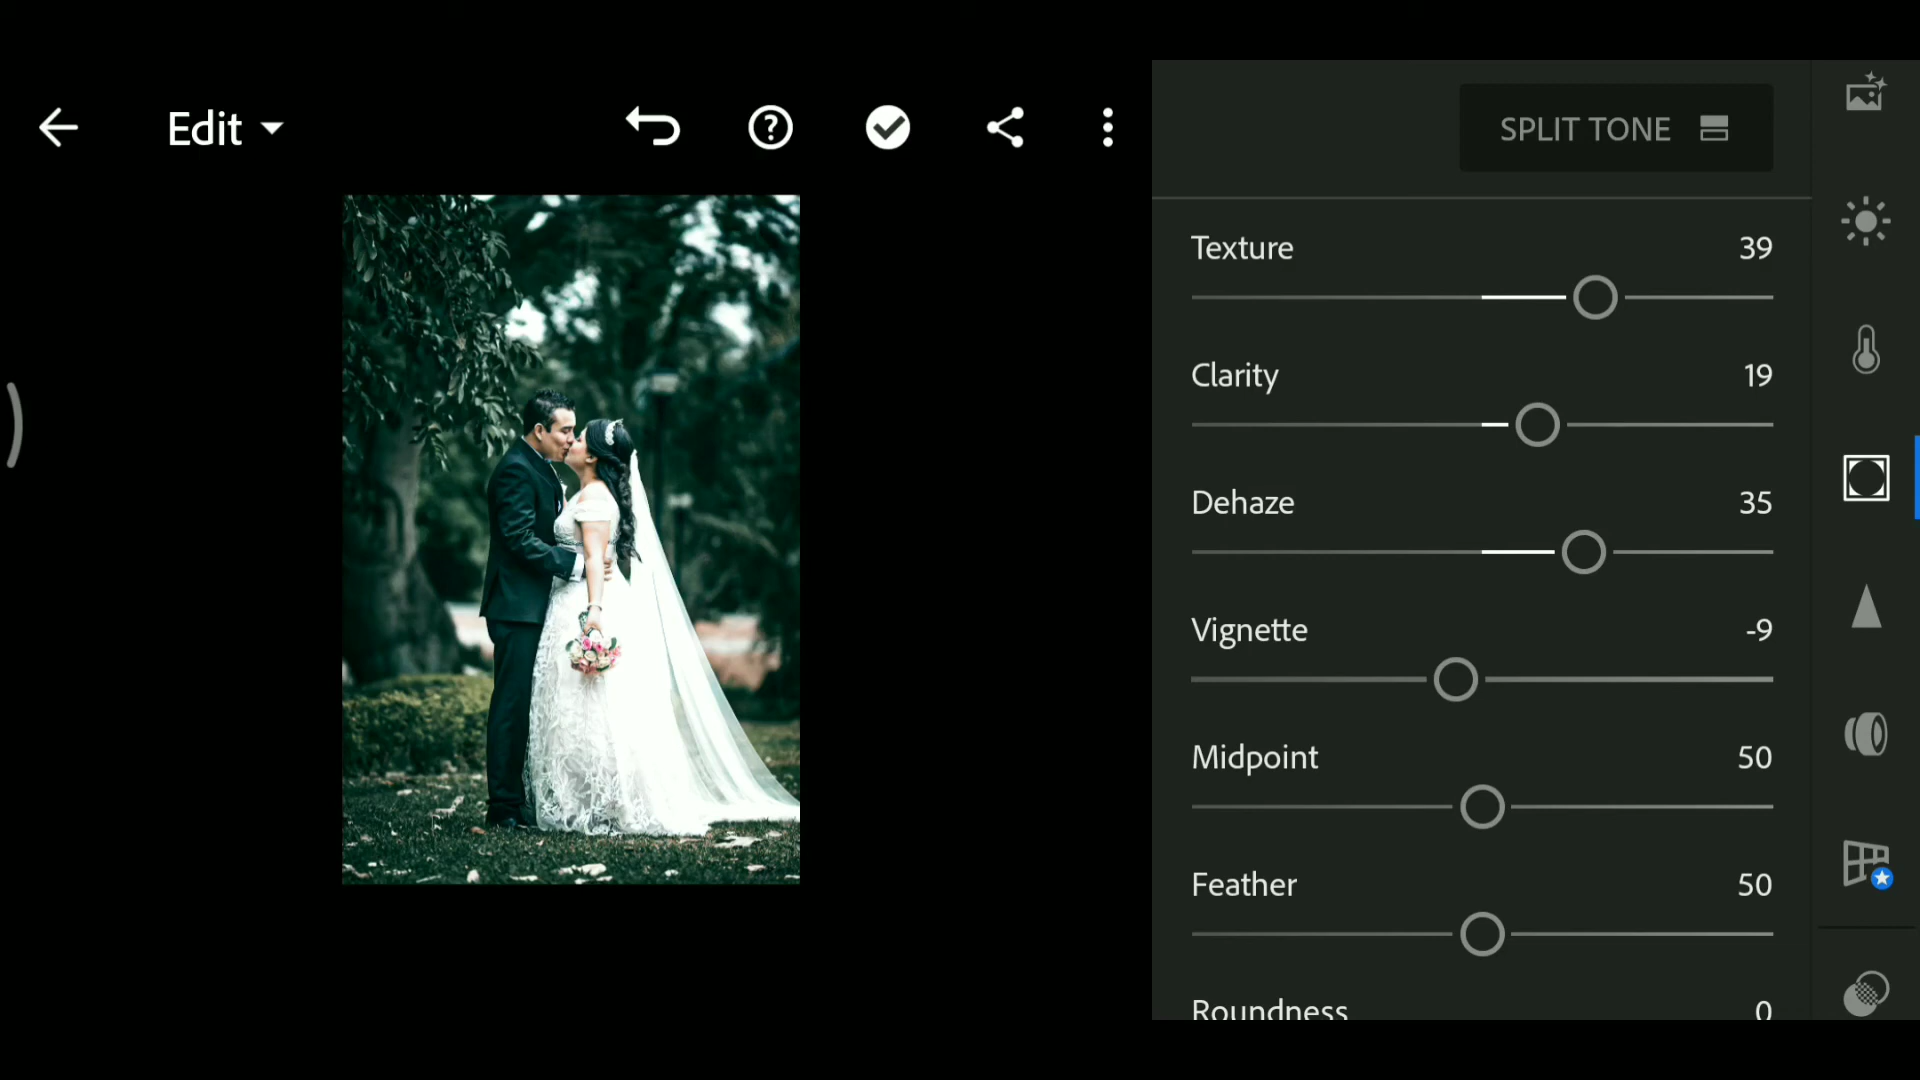 Edit
SPLIT TONE
Texture 39
Clarity 19
Dehaze 35
Vignette -9
Midpoint 50
Feather 50
Roundness 0